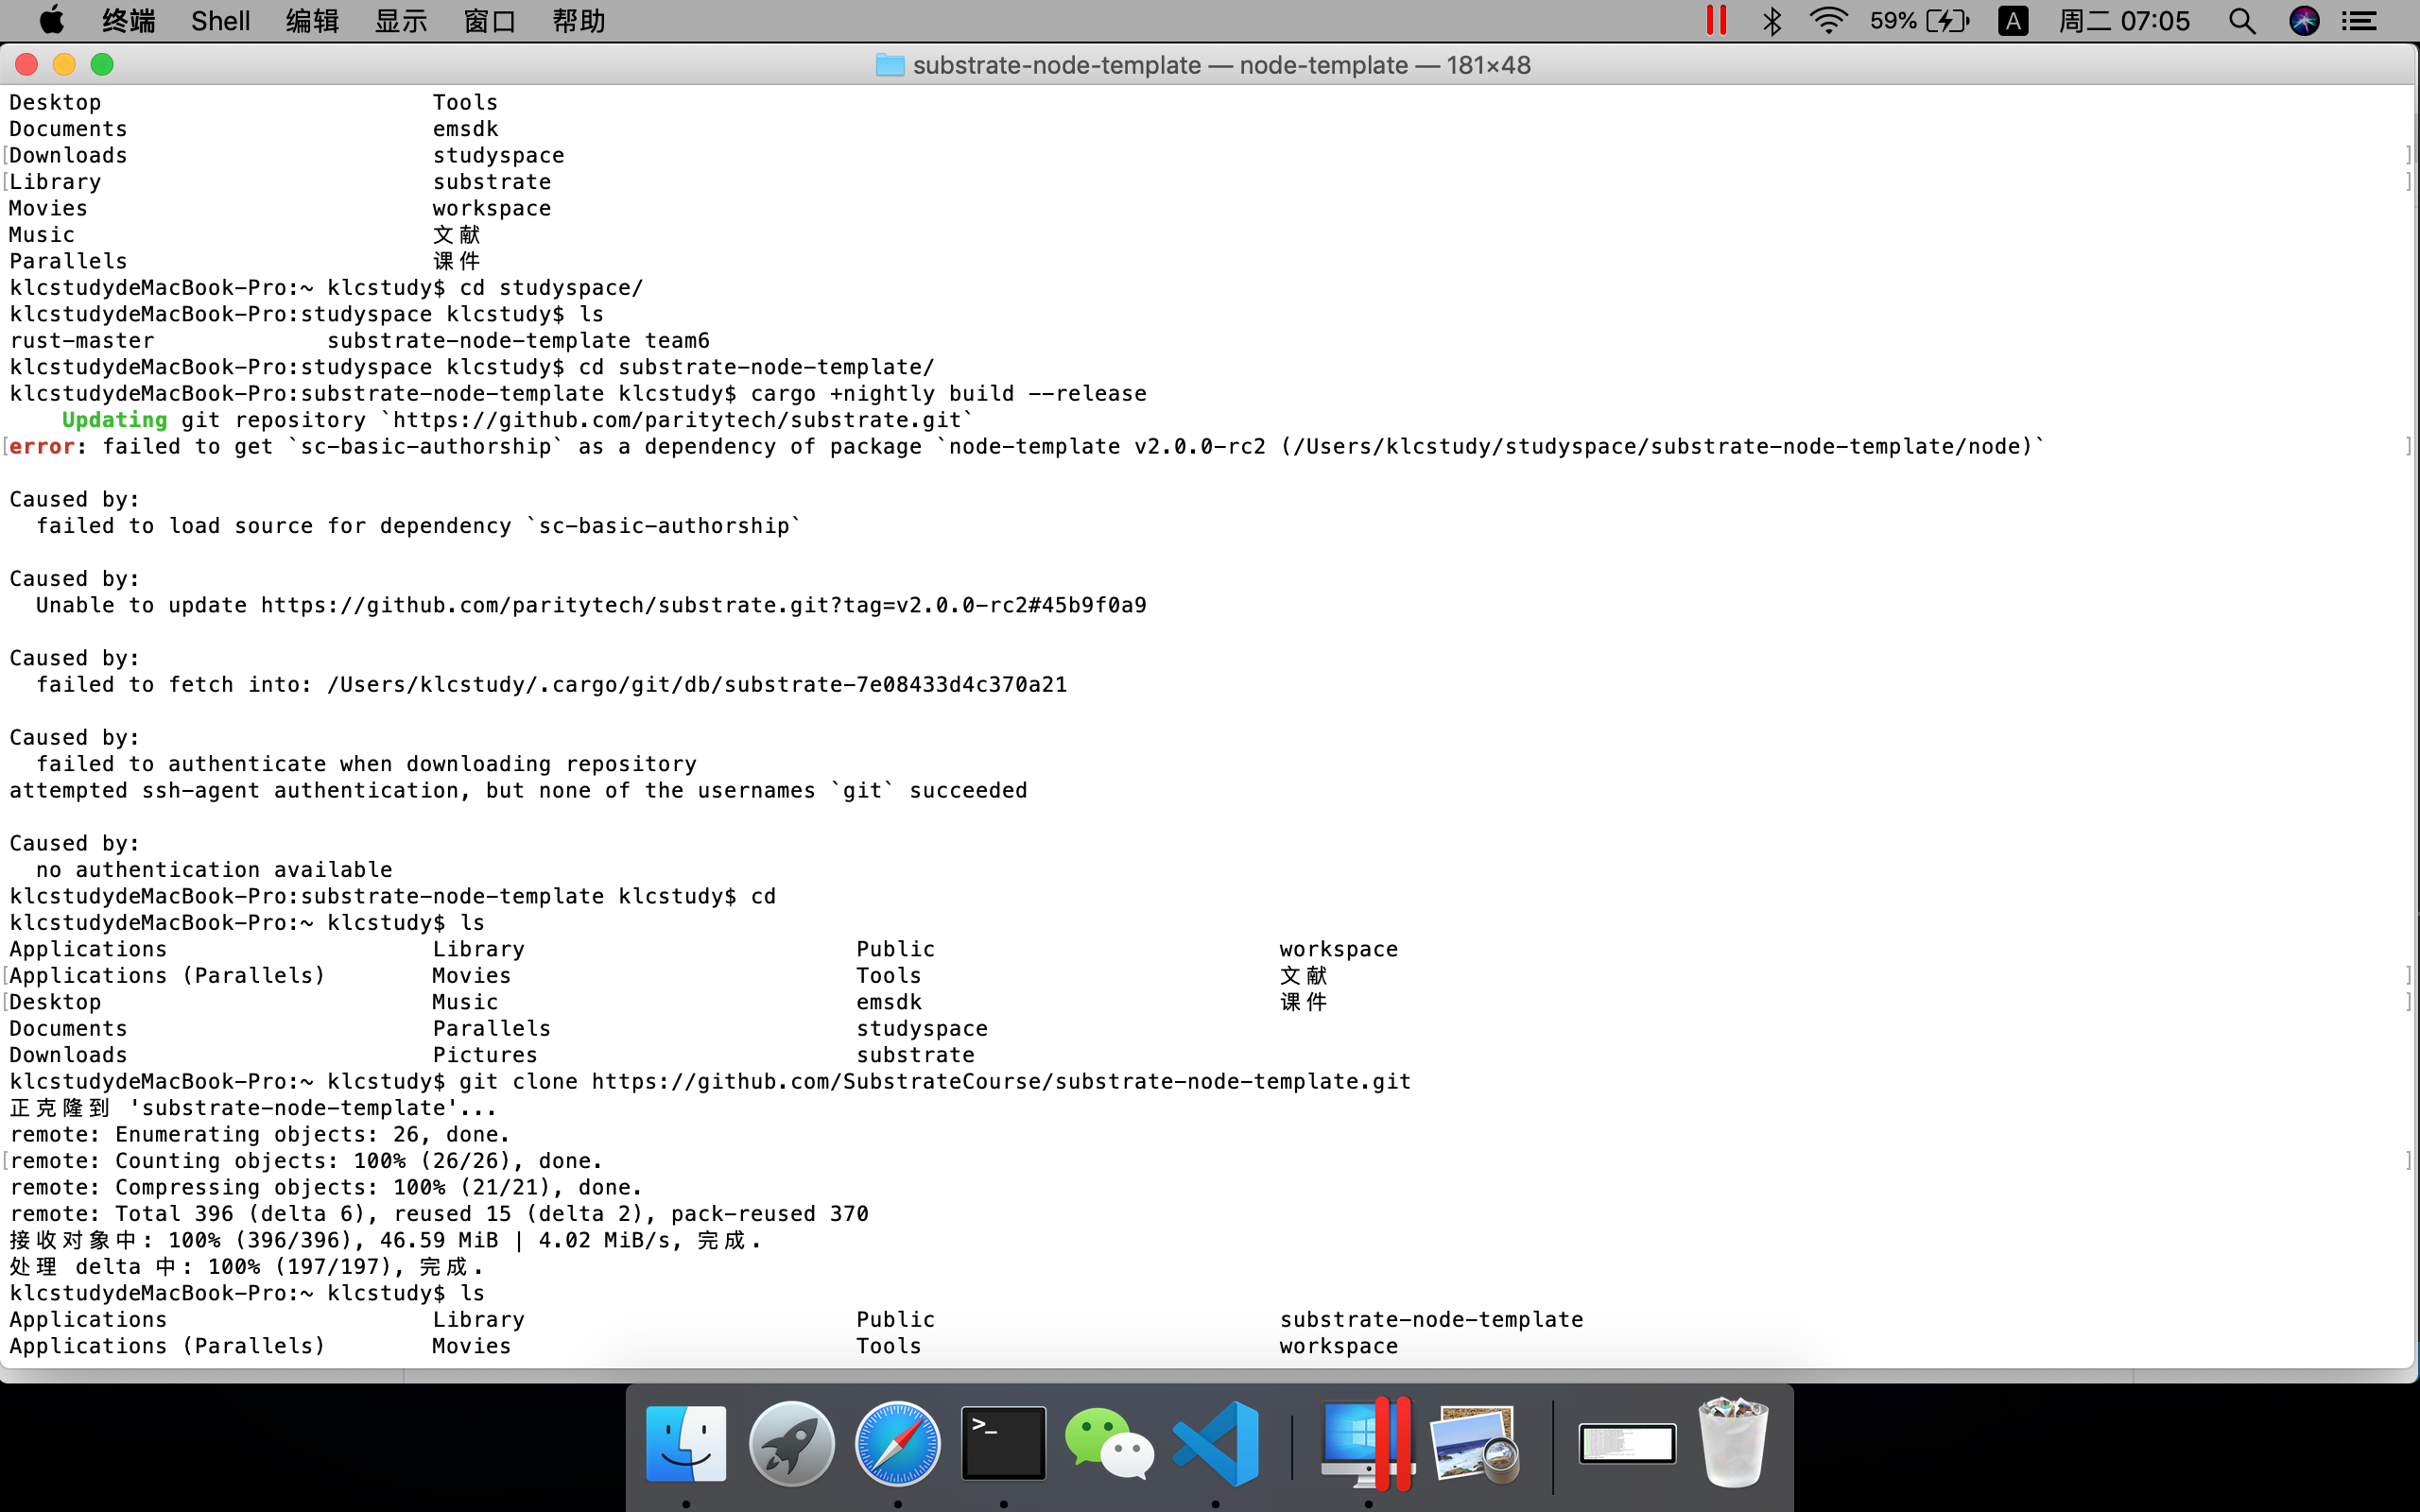 终端 Shell 编辑 显示 窗口 帮助 59% A 周二 07:05
substrate-node-template — node-template — 181×48
Desktop Tools
Documents emsdk
[Downloads studyspace ]
[Library substrate ]
Movies workspace
Music 文献
Parallels 课件
klcstudydeMacBook-Pro:~ klcstudy$ cd studyspace/
klcstudydeMacBook-Pro:studyspace klcstudy$ ls
rust-master substrate-node-template team6
klcstudydeMacBook-Pro:studyspace klcstudy$ cd substrate-node-template/
klcstudydeMacBook-Pro:substrate-node-template klcstudy$ cargo +nightly build --release
Updating git repository `https://github.com/paritytech/substrate.git`
[error: failed to get `sc-basic-authorship` as a dependency of package `node-template v2.0.0-rc2 (/Users/klcstudy/studyspace/substrate-node-template/node)` ]
Caused by:
failed to load source for dependency `sc-basic-authorship`
Caused by:
Unable to update https://github.com/paritytech/substrate.git?tag=v2.0.0-rc2#45b9f0a9
Caused by:
failed to fetch into: /Users/klcstudy/.cargo/git/db/substrate-7e08433d4c370a21
Caused by:
failed to authenticate when downloading repository
attempted ssh-agent authentication, but none of the usernames `git` succeeded
Caused by:
no authentication available
klcstudydeMacBook-Pro:substrate-node-template klcstudy$ cd
klcstudydeMacBook-Pro:~ klcstudy$ ls
Applications Library Public workspace
[Applications (Parallels) Movies Tools 文献 ]
[Desktop Music emsdk 课件 ]
Documents Parallels studyspace
Downloads Pictures substrate
klcstudydeMacBook-Pro:~ klcstudy$ git clone https://github.com/SubstrateCourse/substrate-node-template.git
正克隆到 'substrate-node-template'...
remote: Enumerating objects: 26, done.
[remote: Counting objects: 100% (26/26), done. ]
remote: Compressing objects: 100% (21/21), done.
remote: Total 396 (delta 6), reused 15 (delta 2), pack-reused 370
接收对象中: 100% (396/396), 46.59 MiB | 4.02 MiB/s, 完成.
处理 delta 中: 100% (197/197), 完成.
klcstudydeMacBook-Pro:~ klcstudy$ ls
Applications Library Public substrate-node-template
Applications (Parallels) Movies Tools workspace